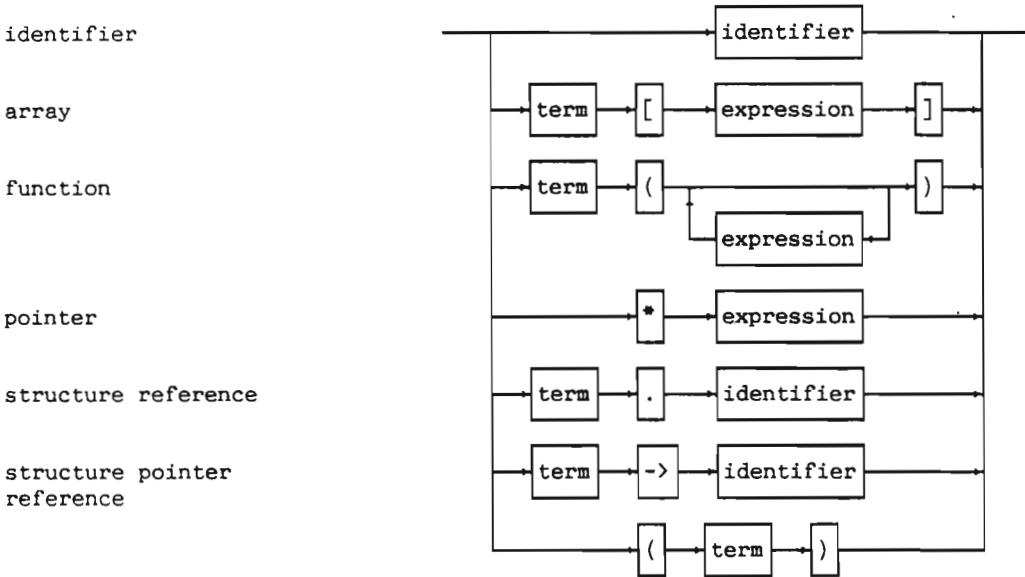 identifier identifier
array term [ expression ]
function term ( )
expression
pointer * expression
structure reference term . identifier
structure pointer term -> identifier
reference
( term )